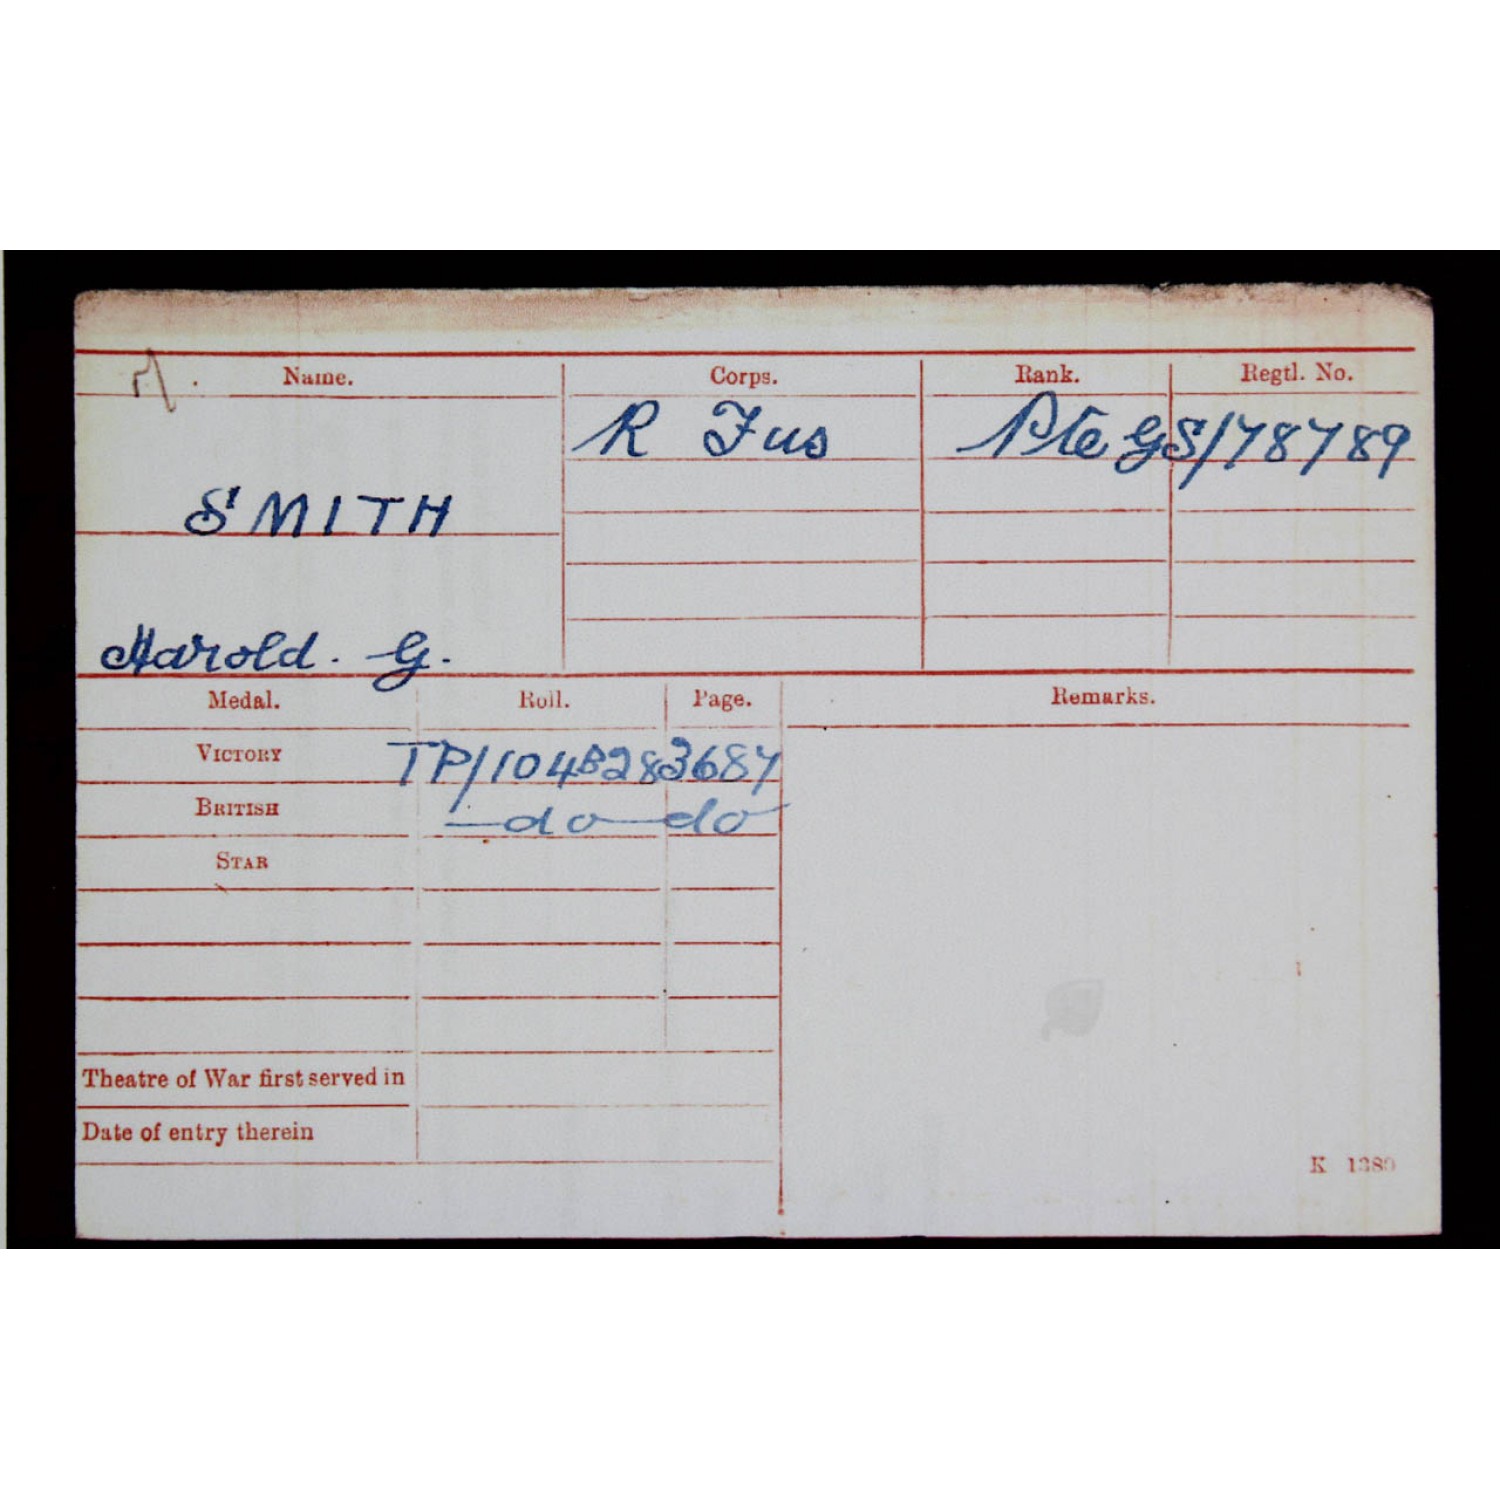 Name. Corps. Rank. Regtl. No.
R Fus Pte GS/78789
SMITH
Harold. G.
Medal. Roll. Page. Remarks.
VICTORY TP/104B28 3687
BRITISH —do— do
STAR
Theatre of War first served in
Date of entry therein
K 1380